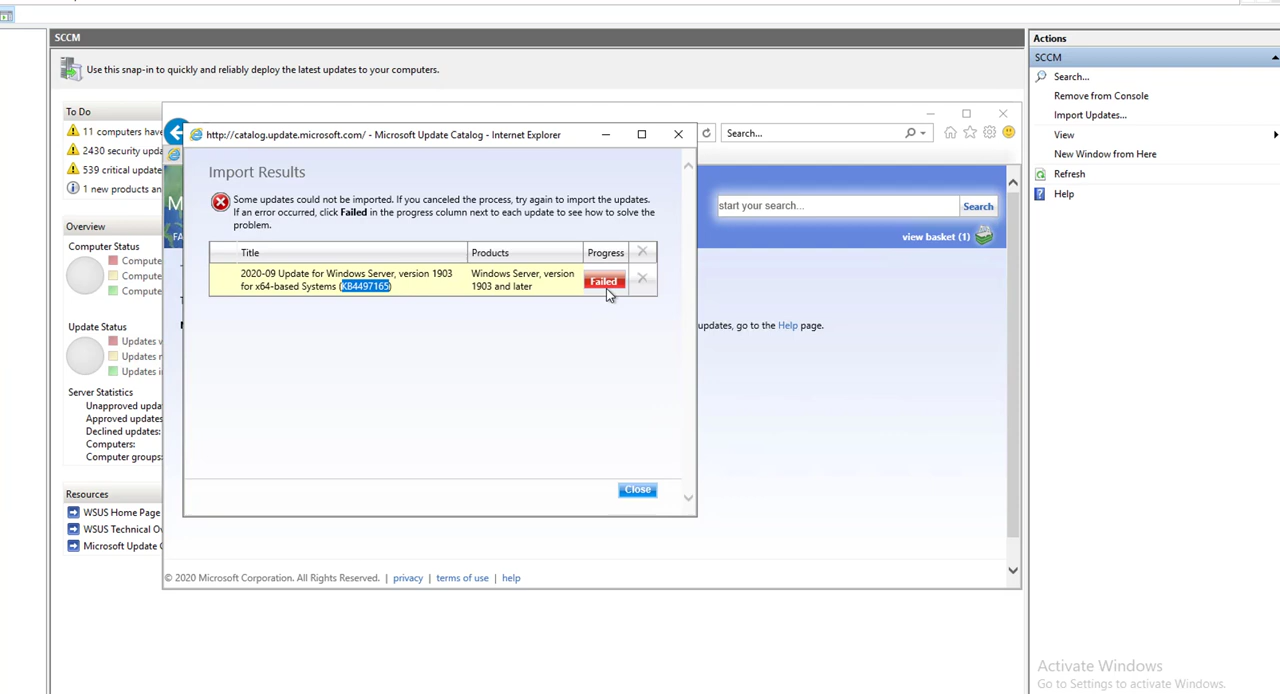 SCCM
Use this snap-in to quickly and reliably deploy the latest updates to your computers.
To Do
11 computers have
2430 security upda
539 critical update
1 new products an
Overview
Computer Status
Compute
Compute
Compute
Update Status
Updates v
Updates n
Updates i
Server Statistics
Unapproved upda
Approved updates
Declined updates:
Computers:
Computer groups:
Resources
WSUS Home Page
WSUS Technical Ov
Microsoft Update C
http://catalog.update.microsoft.com/ - Microsoft Update Catalog - Internet Explorer
Import Results
Some updates could not be imported. If you canceled the process, try again to import the updates.
If an error occurred, click Failed in the progress column next to each update to see how to solve the
problem.
Title Products Progress
2020-09 Update for Windows Server, version 1903 Windows Server, version
for x64-based Systems (KB4497165) 1903 and later
Failed
Close
Search...
start your search... Search
view basket (1)
updates, go to the Help page.
© 2020 Microsoft Corporation. All Rights Reserved. | privacy | terms of use | help
Actions
SCCM
Search...
Remove from Console
Import Updates...
View
New Window from Here
Refresh
Help
Activate Windows
Go to Settings to activate Windows.